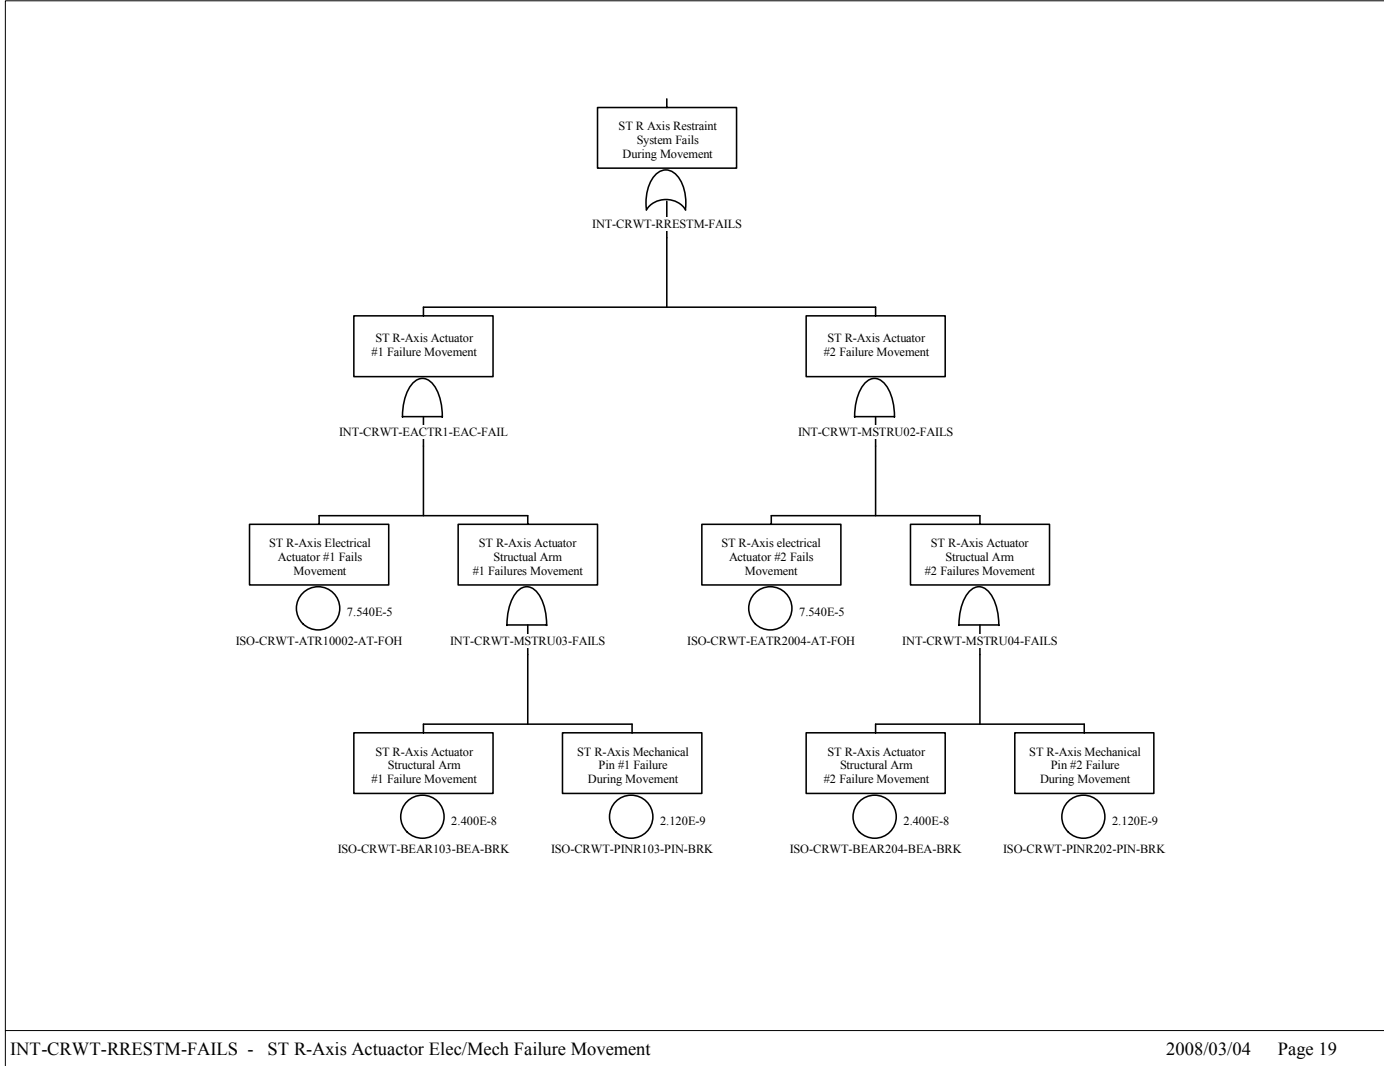 ST R Axis Restraint
System Fails
During Movement
INT-CRWT-RRESTM-FAILS
ST R-Axis Actuator
#1 Failure Movement
INT-CRWT-EACTR1-EAC-FAIL
ST R-Axis Actuator
#2 Failure Movement
INT-CRWT-MSTRU02-FAILS
ST R-Axis Electrical
Actuator #1 Fails
Movement
7.540E-5
ISO-CRWT-ATR10002-AT-FOH
ST R-Axis Actuator
Structual Arm
#1 Failures Movement
INT-CRWT-MSTRU03-FAILS
ST R-Axis electrical
Actuator #2 Fails
Movement
7.540E-5
ISO-CRWT-EATR2004-AT-FOH
ST R-Axis Actuator
Structual Arm
#2 Failures Movement
INT-CRWT-MSTRU04-FAILS
ST R-Axis Actuator
Structural Arm
#1 Failure Movement
2.400E-8
ISO-CRWT-BEAR103-BEA-BRK
ST R-Axis Mechanical
Pin #1 Failure
During Movement
2.120E-9
ISO-CRWT-PINR103-PIN-BRK
ST R-Axis Actuator
Structural Arm
#2 Failure Movement
2.400E-8
ISO-CRWT-BEAR204-BEA-BRK
ST R-Axis Mechanical
Pin #2 Failure
During Movement
2.120E-9
ISO-CRWT-PINR202-PIN-BRK
INT-CRWT-RRESTM-FAILS - ST R-Axis Actuactor Elec/Mech Failure Movement
2008/03/04 Page 19